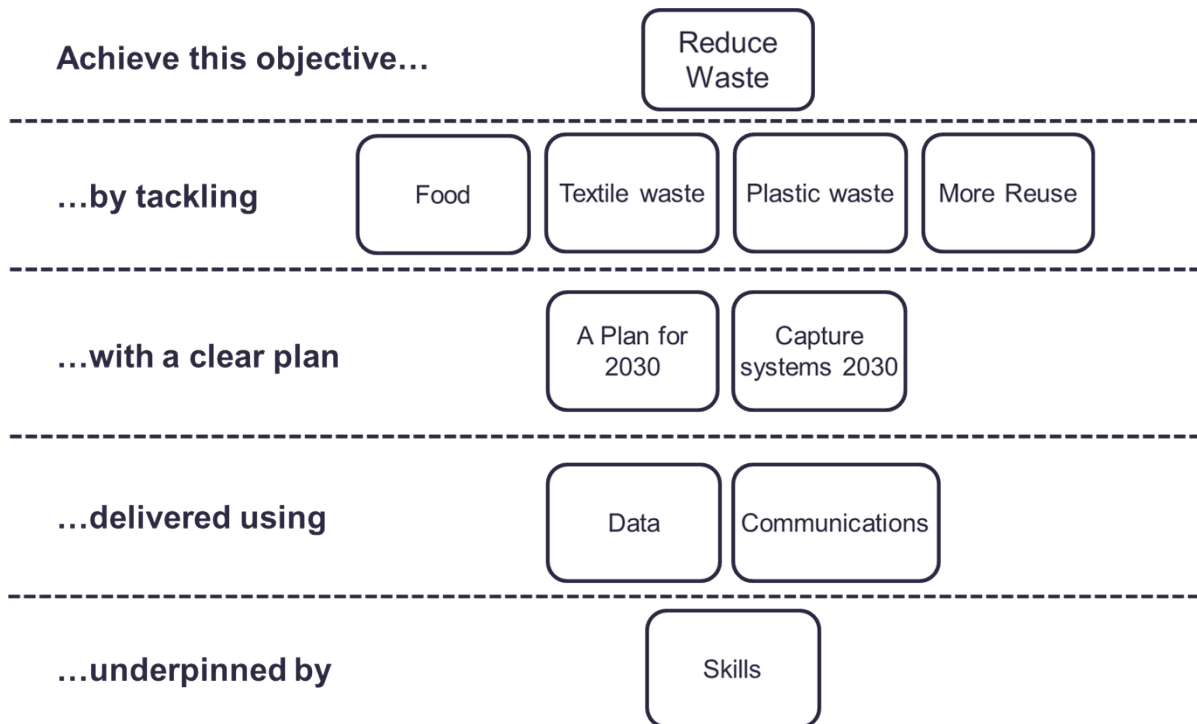 Achieve this objective…
Reduce
Waste
…by tackling
Food
Textile waste
Plastic waste
More Reuse
…with a clear plan
A Plan for
2030
Capture
systems 2030
…delivered using
Data
Communications
…underpinned by
Skills